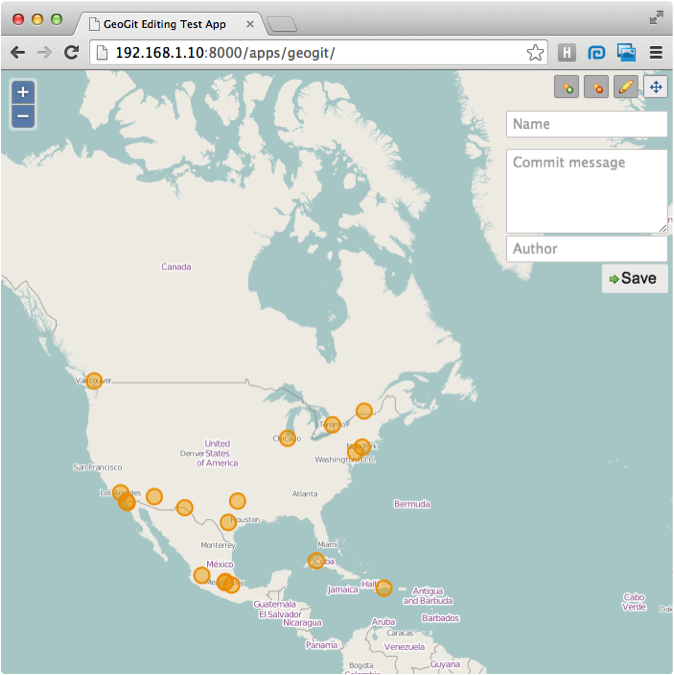 GeoGit Editing Test App
192.168.1.10:8000/apps/geogit/
H
+
−
Name
Commit message
Author
Save
Canada
Vancouver
Toronto
Chicago
New York
United
States
of America
Denver
Washington, D.C.
San Francisco
Los Angeles
Atlanta
Bermuda
Houston
Monterrey
Miami
México
Cuba
Haiti
Jamaica
Antigua
and Barbuda
Guatemala
El Salvador
Nicaragua
Aruba
Barbados
Caracas
Panama
Venezuela
Guyana
Bogota
Cabo
Verde